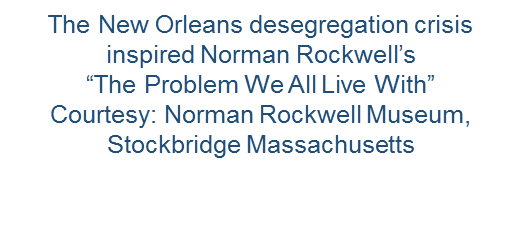 The New Orleans desegregation crisis
inspired Norman Rockwell’s
“The Problem We All Live With”
Courtesy: Norman Rockwell Museum,
Stockbridge Massachusetts